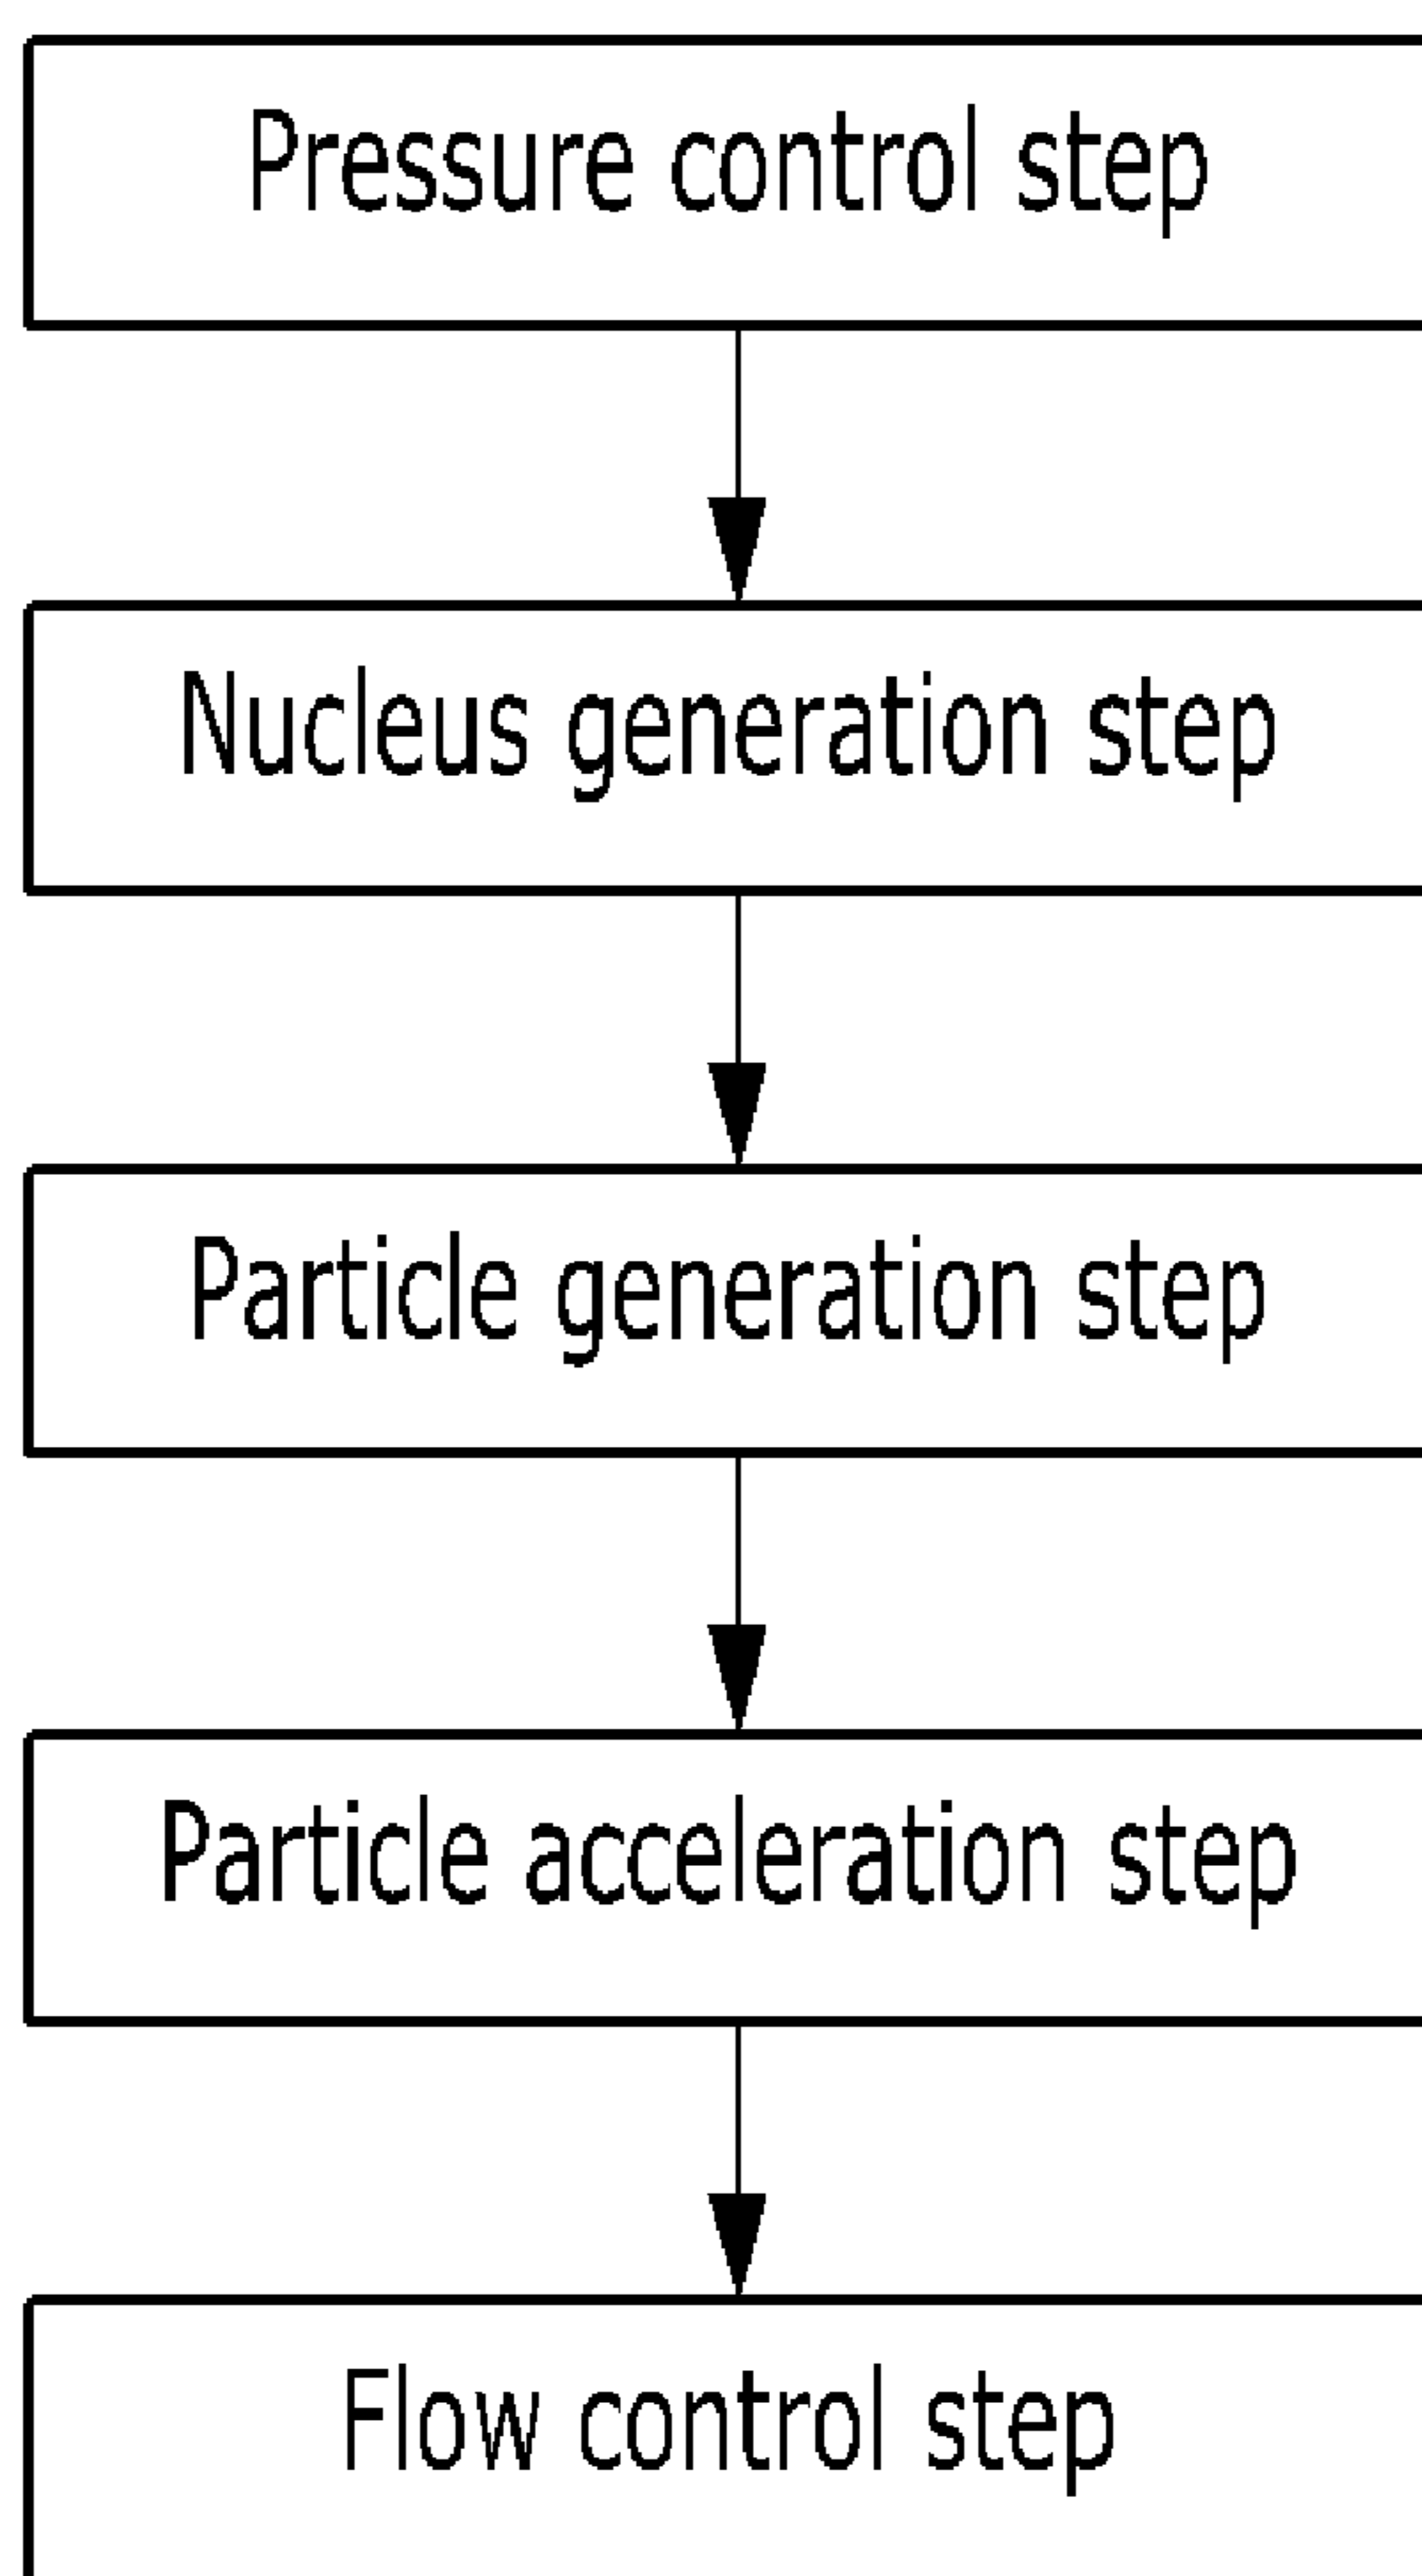 Pressure control step
Nucleus generation step
Particle generation step
Particle acceleration step
Flow control step